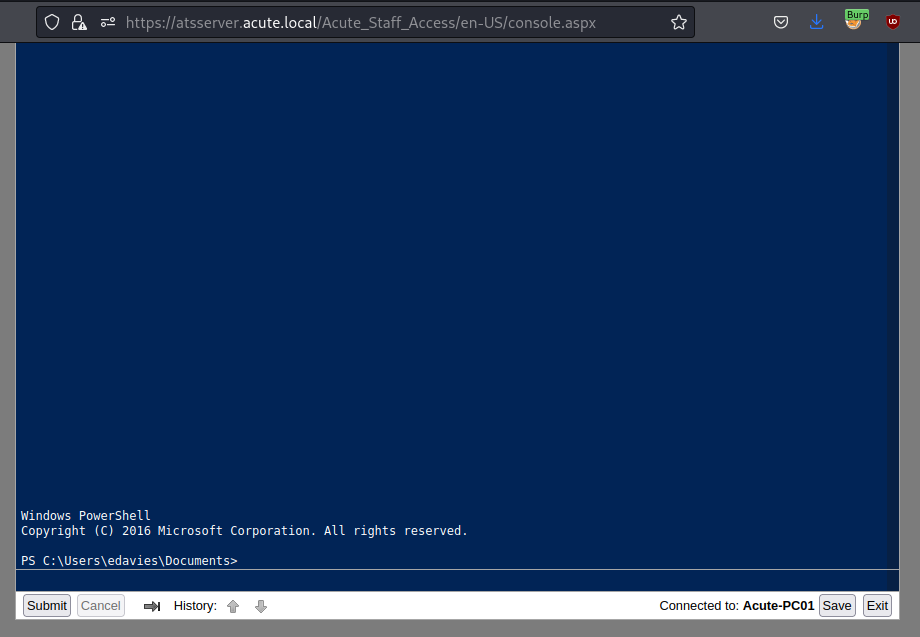 https://atsserver.acute.local/Acute_Staff_Access/en-US/console.aspx
Burp
UD
Windows PowerShell
Copyright (C) 2016 Microsoft Corporation. All rights reserved.
PS C:\Users\edavies\Documents>
Submit Cancel History: Connected to: Acute-PC01 Save Exit